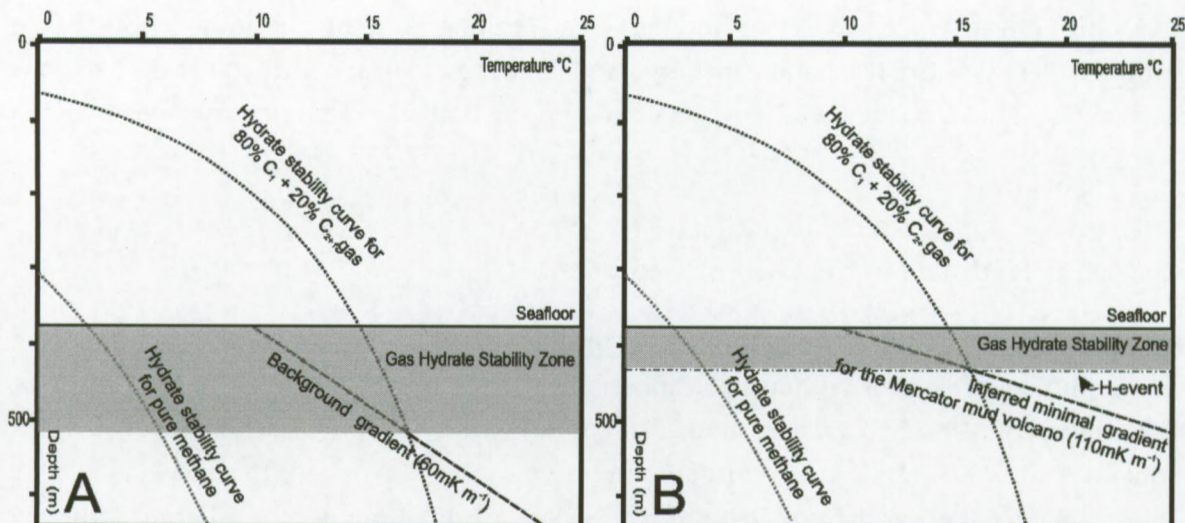 0 5 10 15 20 25
0
Temperature °C
Hydrate stability curve for
80% C₁ + 20% C₂₊ gas
Seafloor
Gas Hydrate Stability Zone
Hydrate stability curve
for pure methane
Background gradient (60mK m⁻¹)
500
Depth (m)
A
0 5 10 15 20 25
0
Temperature °C
Hydrate stability curve for
80% C₁ + 20% C₂₊ gas
Seafloor
Gas Hydrate Stability Zone
H-event
Inferred minimal gradient
for the Mercator mud volcano (110mK m⁻¹)
Hydrate stability curve
for pure methane
500
Depth (m)
B